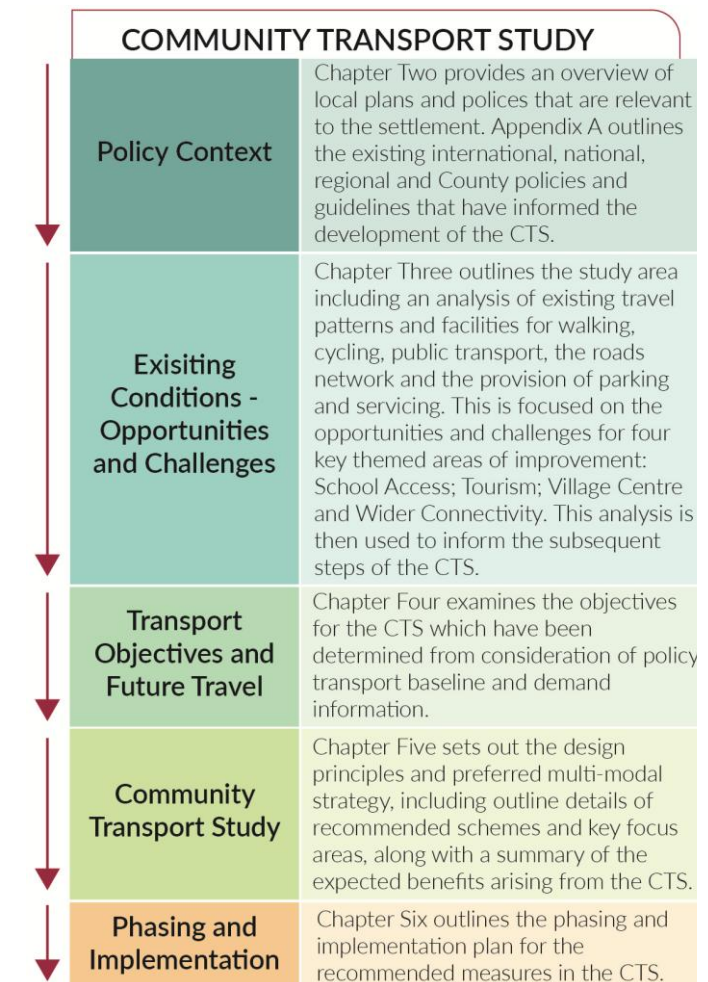 COMMUNITY TRANSPORT STUDY
Policy Context
Chapter Two provides an overview of
local plans and polices that are relevant
to the settlement. Appendix A outlines
the existing international, national,
regional and County policies and
guidelines that have informed the
development of the CTS.
Exisiting
Conditions -
Opportunities
and Challenges
Chapter Three outlines the study area
including an analysis of existing travel
patterns and facilities for walking,
cycling, public transport, the roads
network and the provision of parking
and servicing. This is focused on the
opportunities and challenges for four
key themed areas of improvement:
School Access; Tourism; Village Centre
and Wider Connectivity. This analysis is
then used to inform the subsequent
steps of the CTS.
Transport
Objectives and
Future Travel
Chapter Four examines the objectives
for the CTS which have been
determined from consideration of policy
transport baseline and demand
information.
Community
Transport Study
Chapter Five sets out the design
principles and preferred multi-modal
strategy, including outline details of
recommended schemes and key focus
areas, along with a summary of the
expected benefits arising from the CTS.
Phasing and
Implementation
Chapter Six outlines the phasing and
implementation plan for the
recommended measures in the CTS.